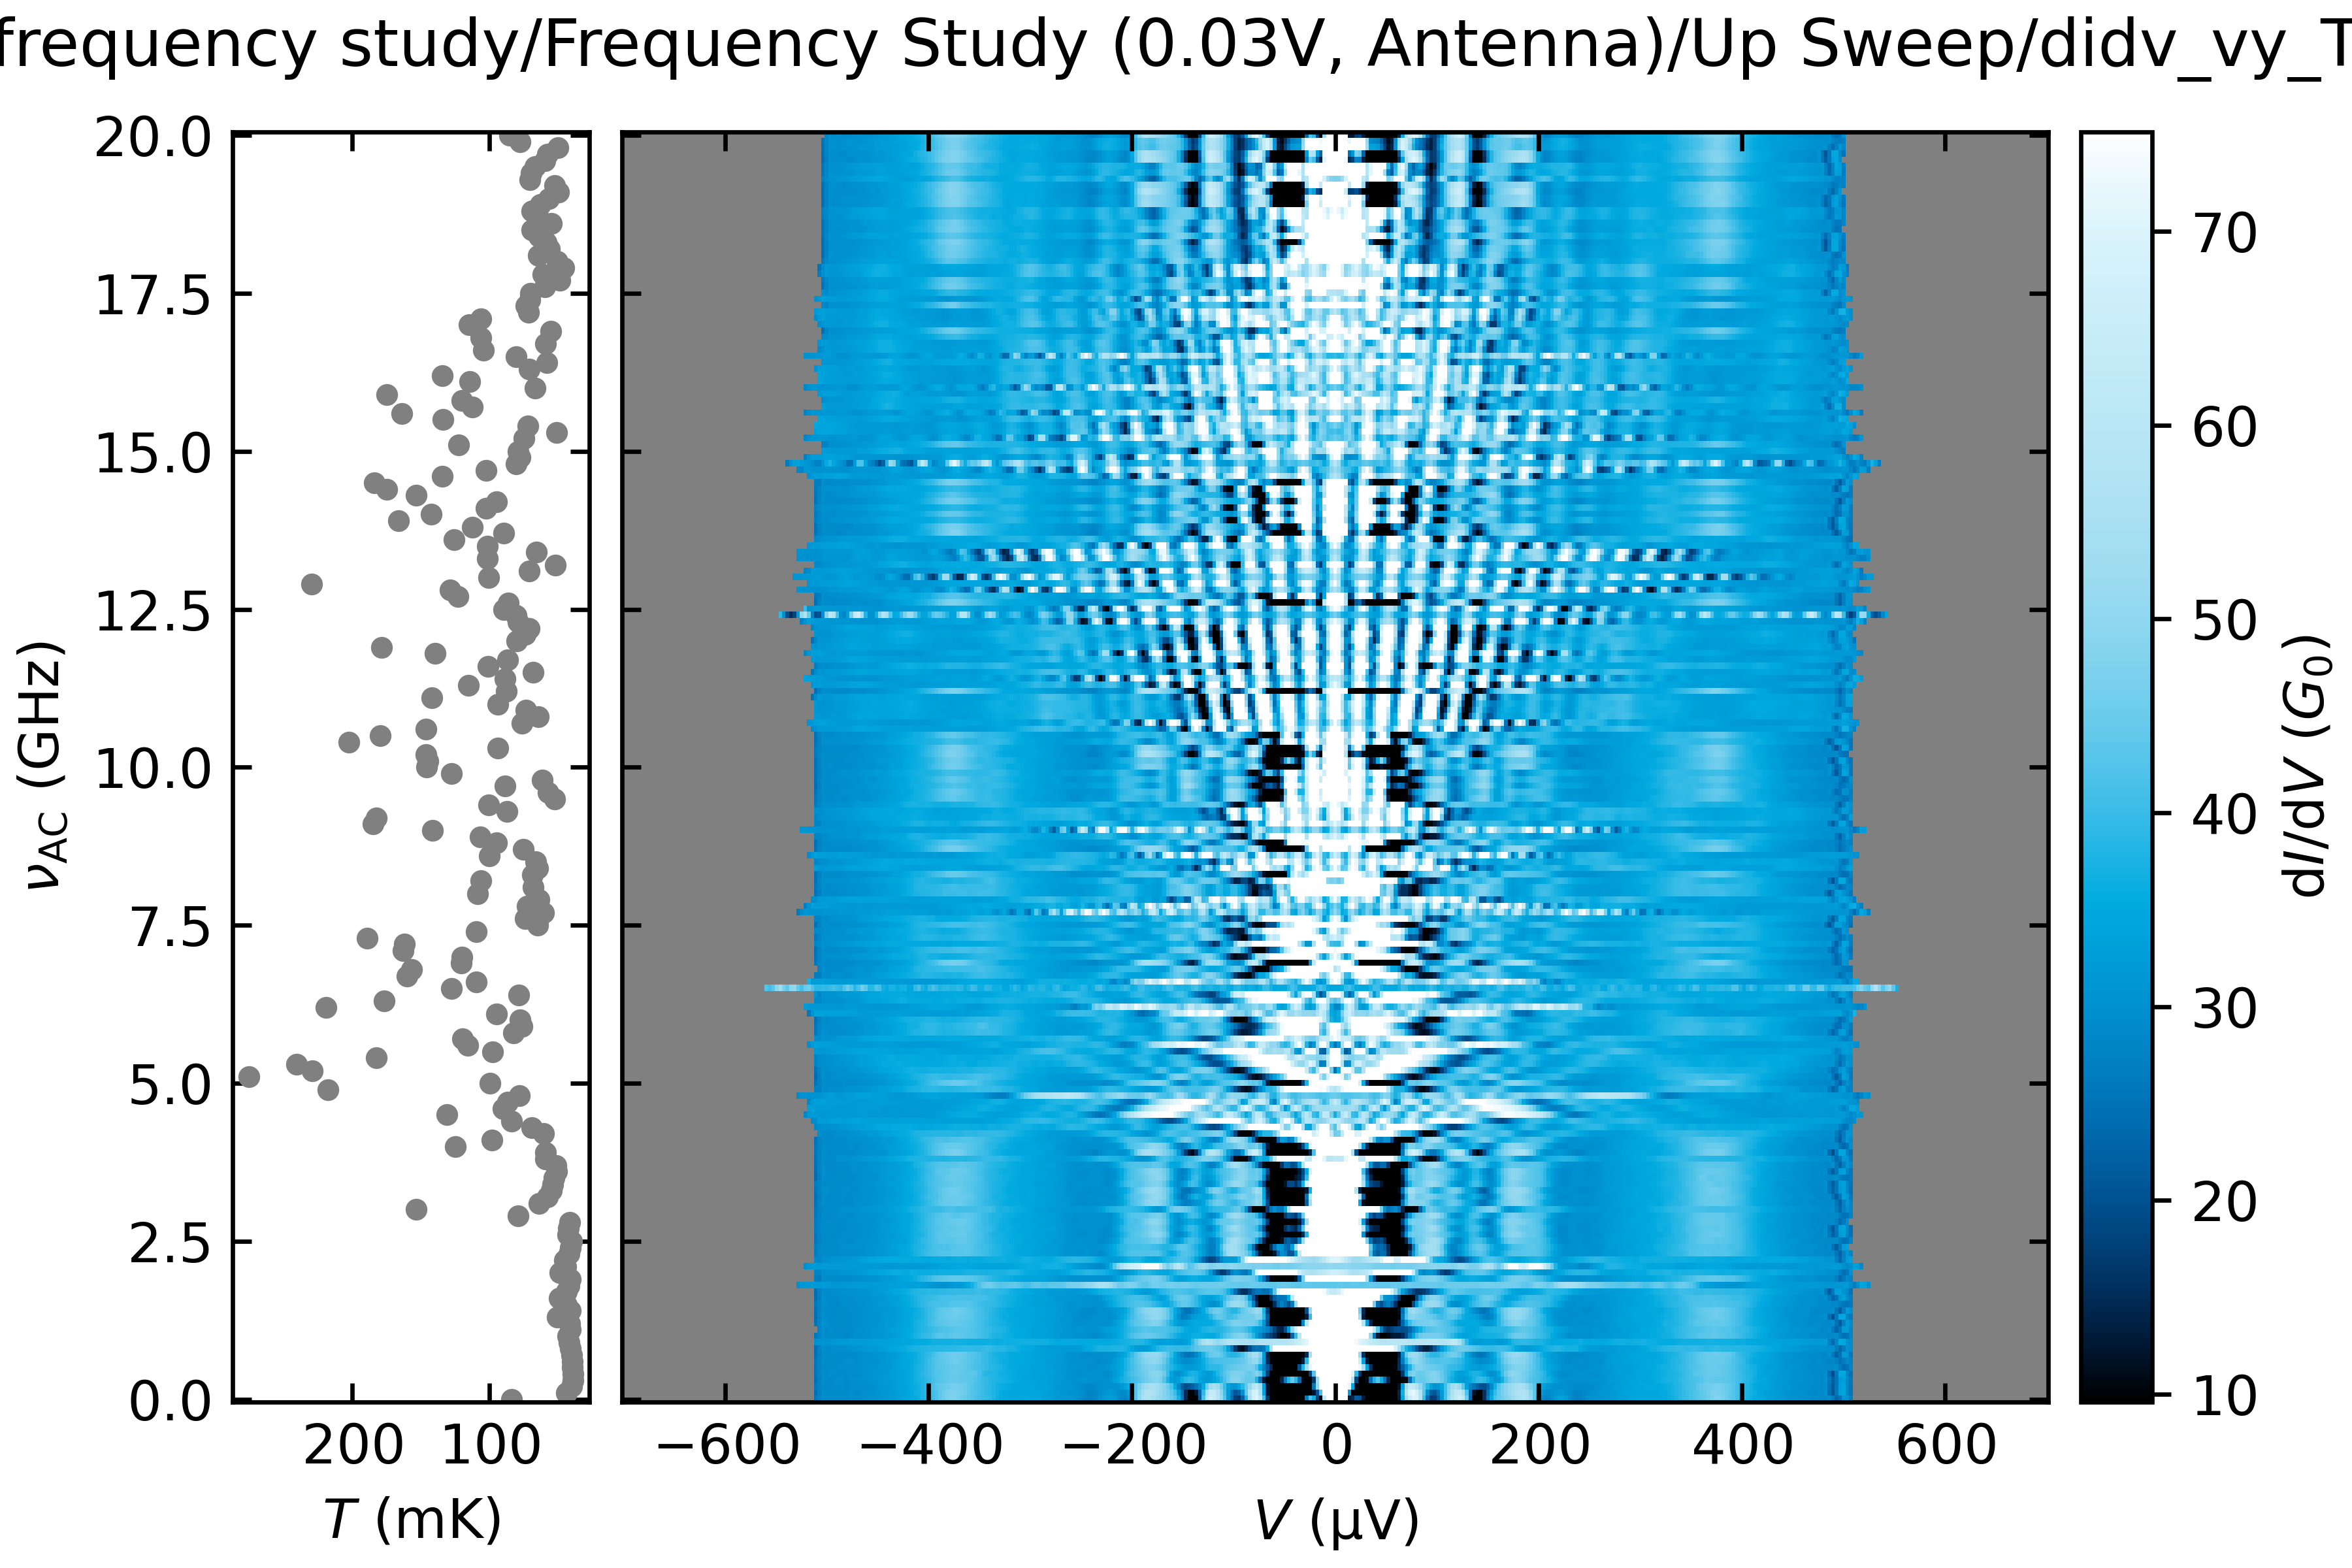 frequency study/Frequency Study (0.03V, Antenna)/Up Sweep/didv_vy_T
20.0
17.5
15.0
12.5
10.0
7.5
5.0
2.5
0.0
ν_AC (GHz)
200 100
T (mK)
−600 −400 −200 0 200 400 600
V (μV)
70
60
50
40
30
20
10
dI/dV (G₀)